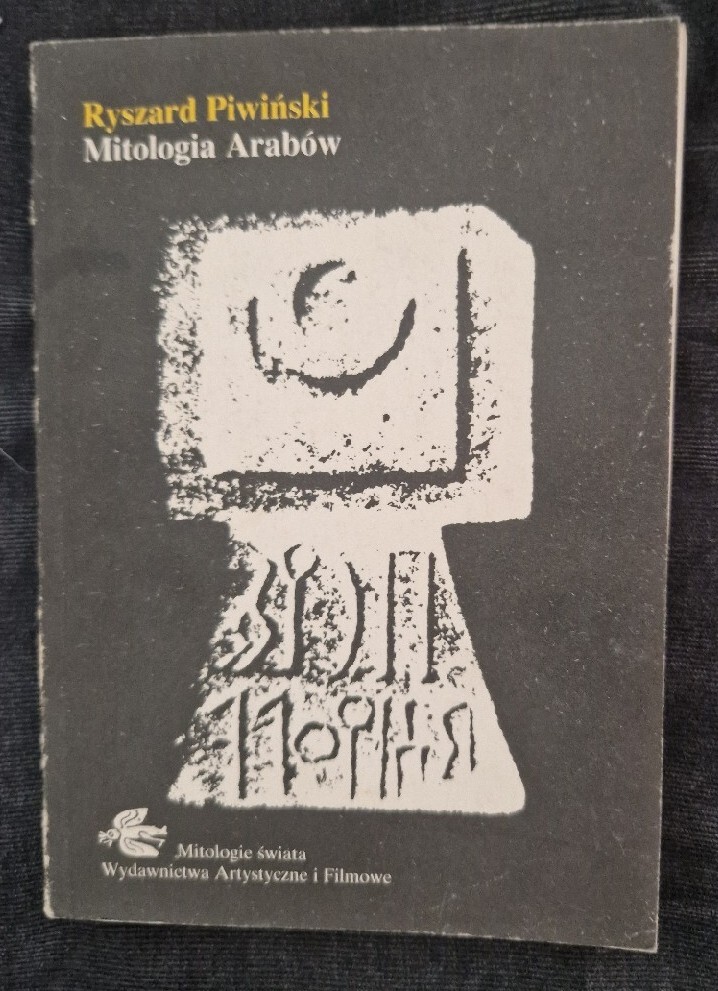 Ryszard Piwiński
Mitologia Arabów
Mitologie świata
Wydawnictwa Artystyczne i Filmowe